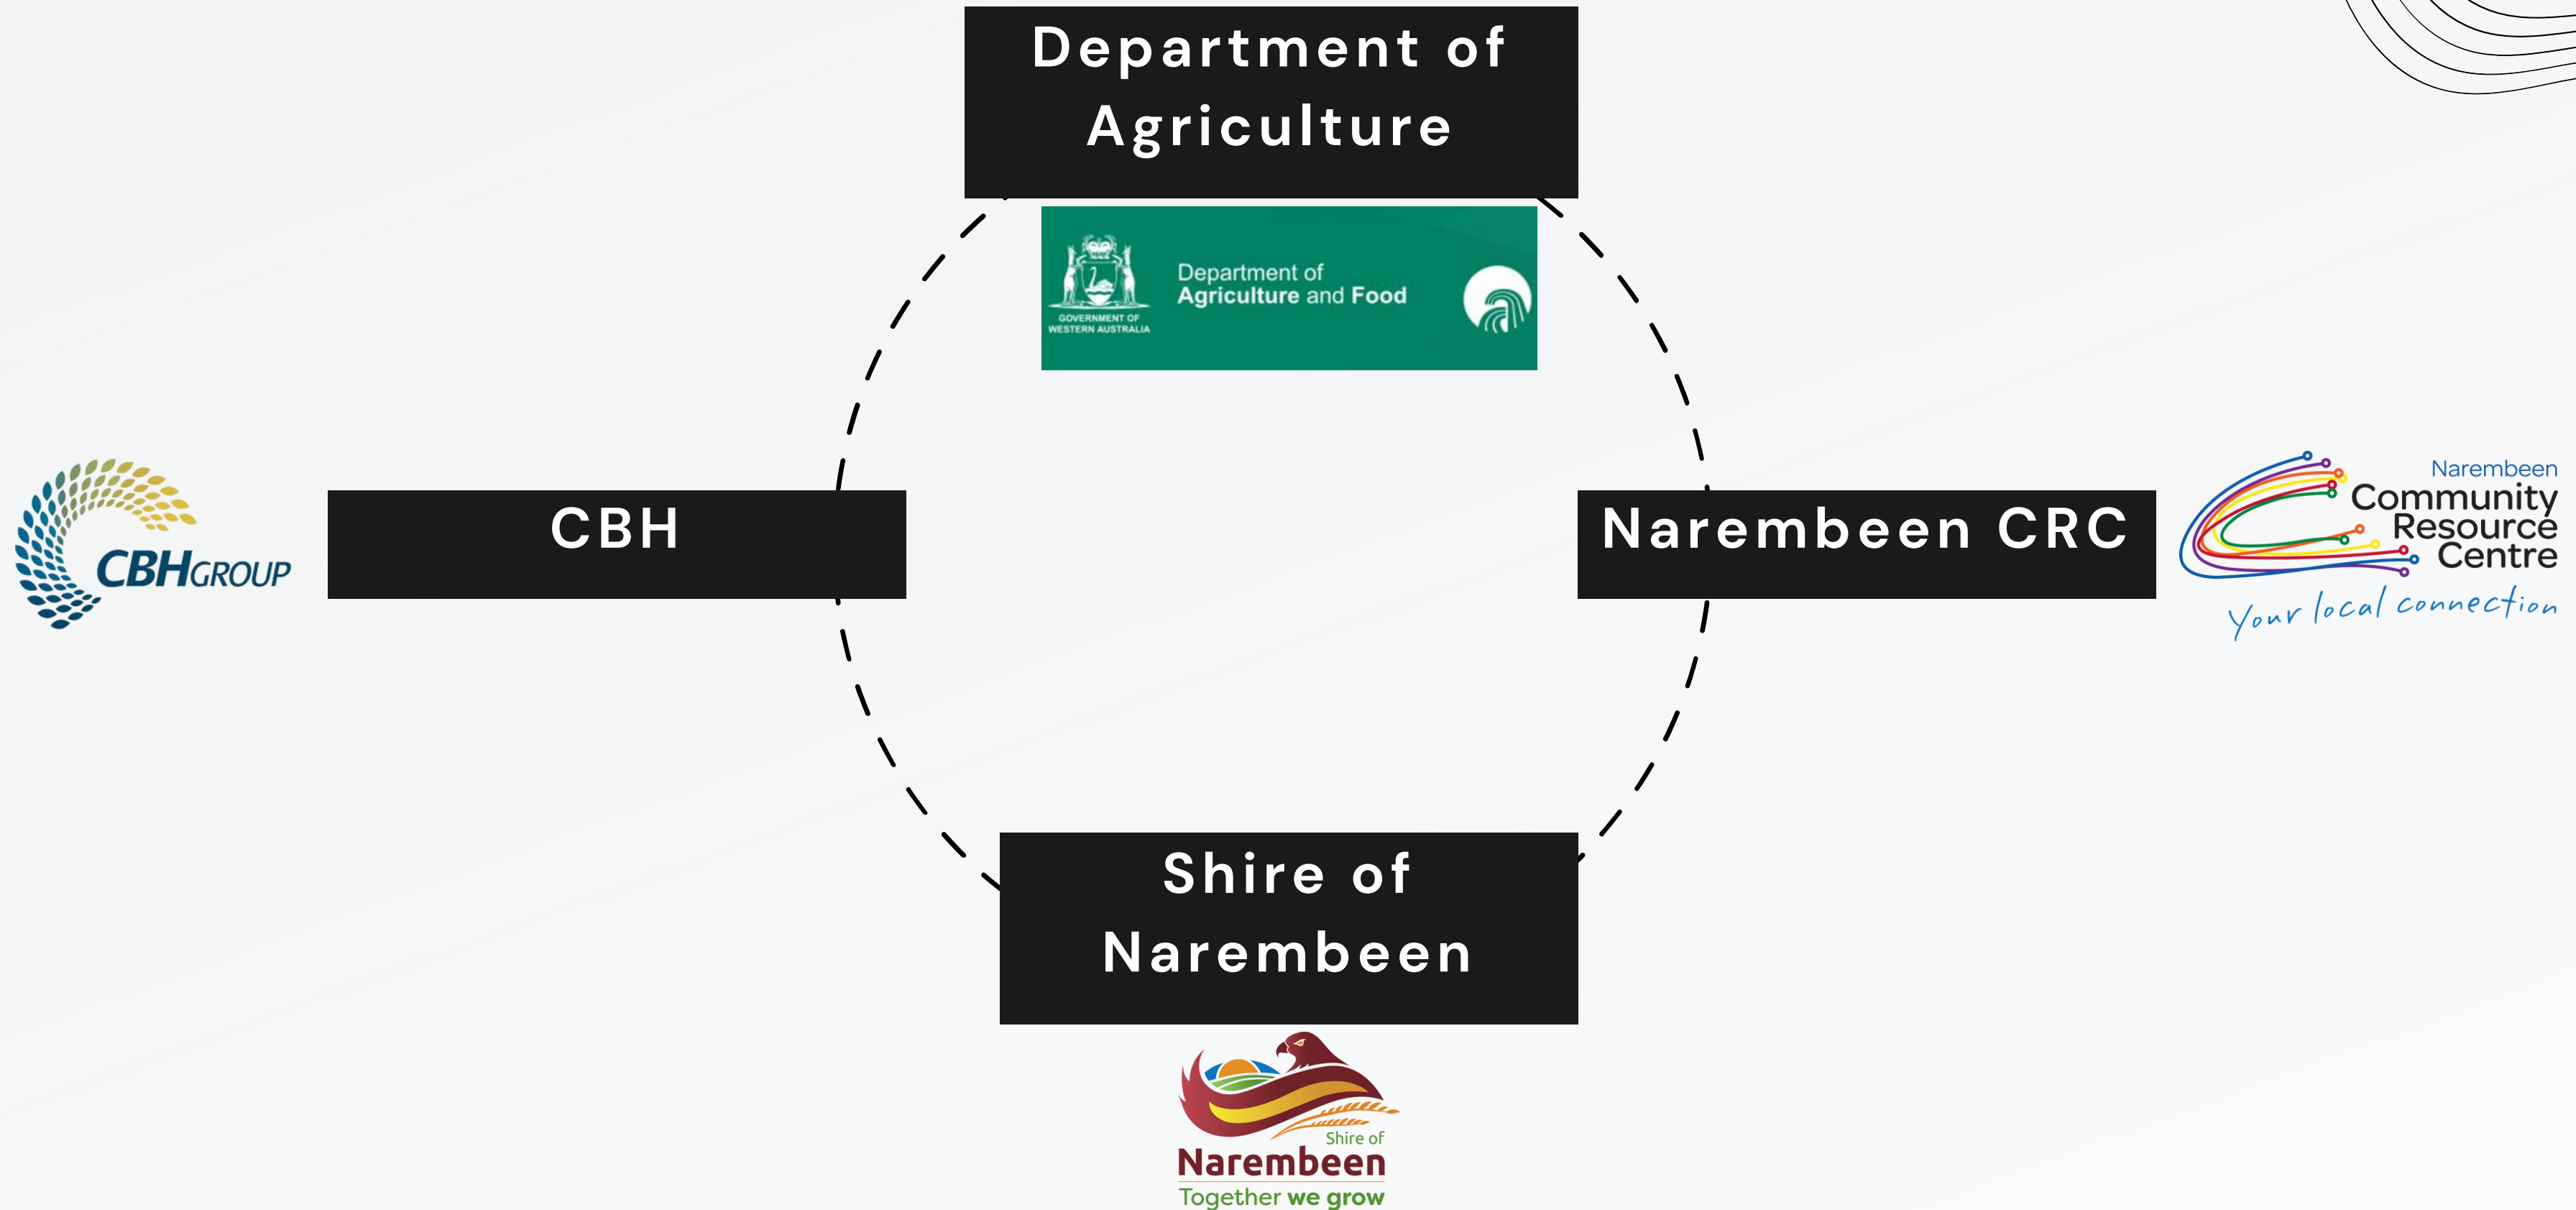 Department of
Agriculture
GOVERNMENT OF
WESTERN AUSTRALIA
Department of
Agriculture and Food
CBHGROUP
CBH
Narembeen CRC
Narembeen
Community
Resource
Centre
Your local connection
Shire of
Narembeen
Shire of
Narembeen
Together we grow